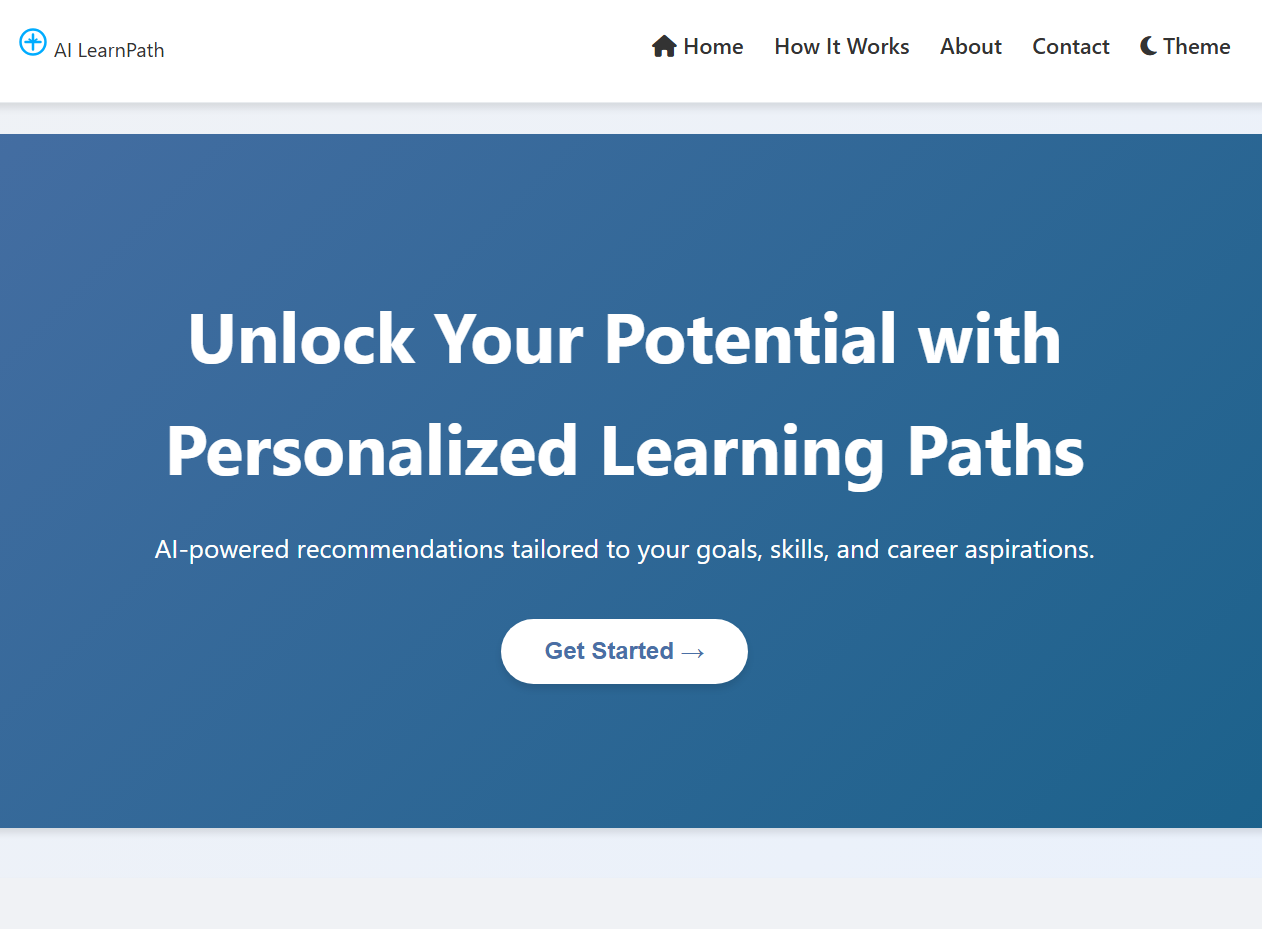 AI LearnPath
Home How It Works About Contact Theme
Unlock Your Potential with
Personalized Learning Paths
AI-powered recommendations tailored to your goals, skills, and career aspirations.
Get Started →